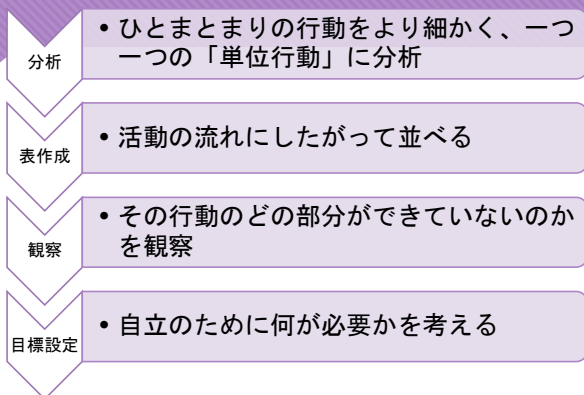 分析
• ひとまとまりの行動をより細かく、一つ
一つの「単位行動」に分析
表作成
• 活動の流れにしたがって並べる
観察
• その行動のどの部分ができていないのか
を観察
目標設定
• 自立のために何が必要かを考える